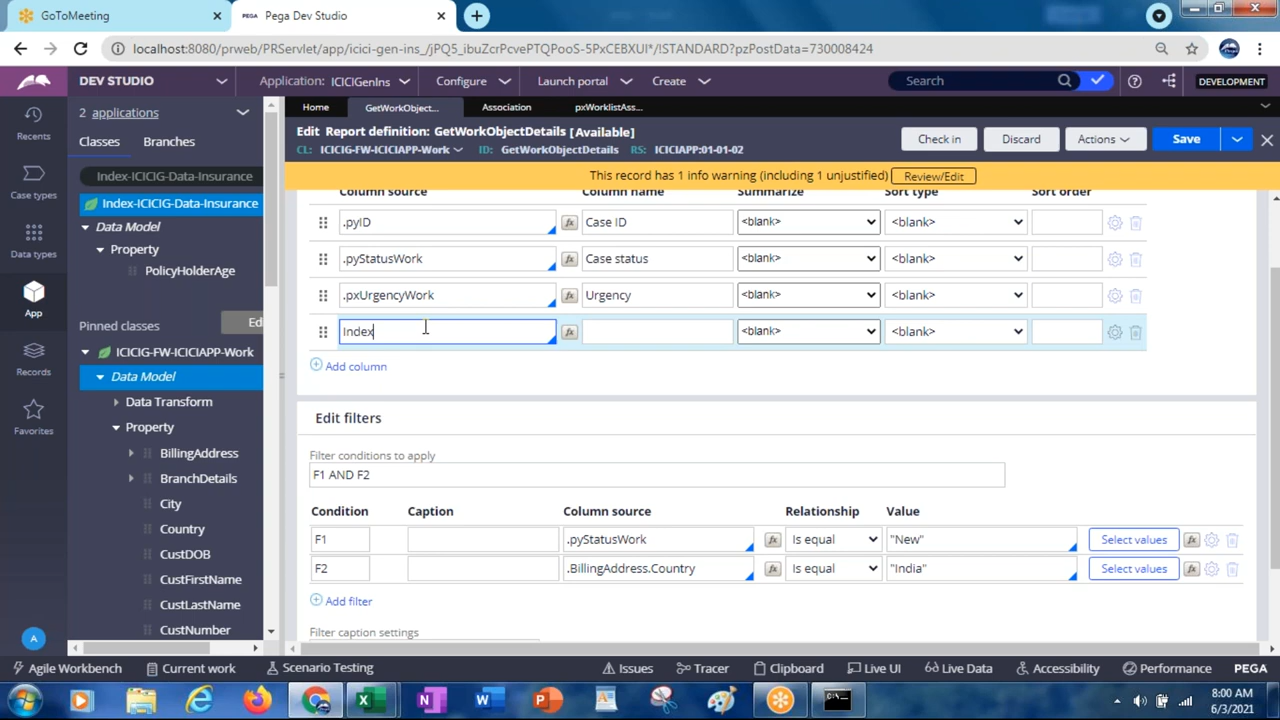 GoToMeeting
PEGA Pega Dev Studio
localhost:8080/prweb/PRServlet/app/icici-gen-ins_/jPQ5_ibuZcrPcvePTQPooS-5PxCEBXUI*/!STANDARD?pzPostData=730008424
DEV STUDIO
Application: ICICIGenIns
Configure
Launch portal
Create
Search
DEVELOPMENT
Recents
Case types
Data types
App
Records
Favorites
A
2 applications
Classes Branches
Index-ICICIG-Data-Insurance
Index-ICICIG-Data-Insurance
Data Model
Property
PolicyHolderAge
Pinned classes Edi
ICICIG-FW-ICICIAPP-Work
Data Model
Data Transform
Property
BillingAddress
BranchDetails
City
Country
CustDOB
CustFirstName
CustLastName
CustNumber
Home GetWorkObject... Association pxWorklistAss...
Edit Report definition: GetWorkObjectDetails [Available]
CL: ICICIG-FW-ICICIAPP-Work ID: GetWorkObjectDetails RS: ICICIAPP:01-01-02
Check in Discard Actions Save
This record has 1 info warning (including 1 unjustified) Review/Edit
Column source Column name Summarize Sort type Sort order
.pyID fx Case ID <blank> <blank>
.pyStatusWork fx Case status <blank> <blank>
.pxUrgencyWork fx Urgency <blank> <blank>
Index fx <blank> <blank>
Add column
Edit filters
Filter conditions to apply
F1 AND F2
Condition Caption Column source Relationship Value
F1 .pyStatusWork fx Is equal "New" Select values fx
F2 .BillingAddress.Country fx Is equal "India" Select values fx
Add filter
Filter caption settings
Agile Workbench Current work Scenario Testing Issues Tracer Clipboard Live UI Live Data Accessibility Performance PEGA
8:00 AM
6/3/2021